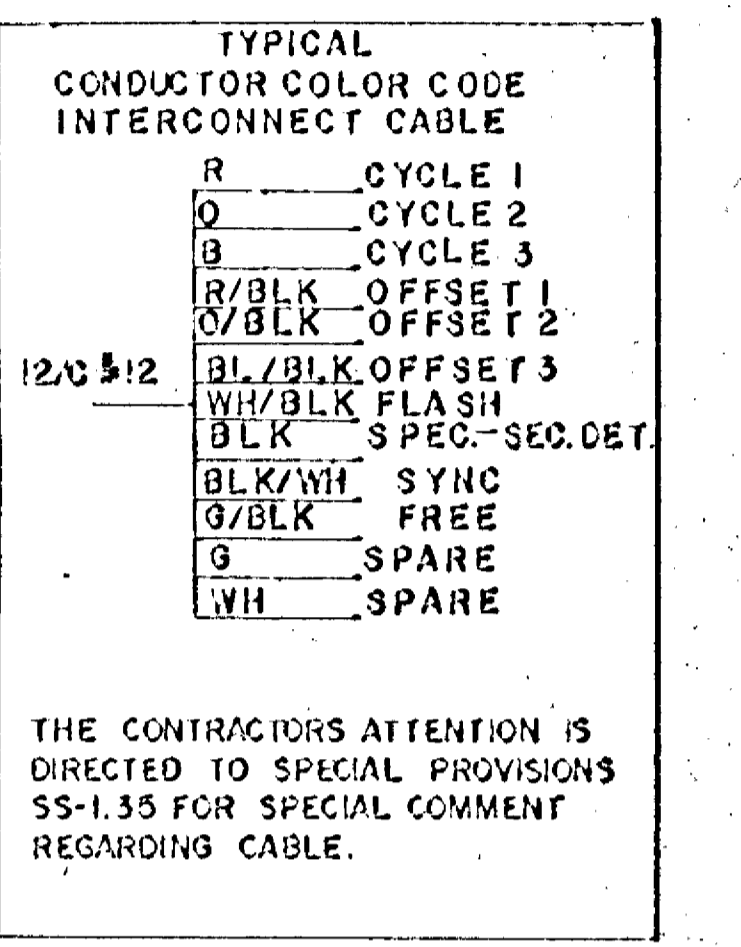 TYPICAL
CONDUCTOR COLOR CODE
INTERCONNECT CABLE
R CYCLE 1
O CYCLE 2
B CYCLE 3
R/BLK OFFSET 1
O/BLK OFFSET 2
12/C #12 BL/BLK OFFSET 3
WH/BLK FLASH
BLK SPEC.-SEC. DET.
BLK/WH SYNC
G/BLK FREE
G SPARE
WH SPARE
THE CONTRACTORS ATTENTION IS
DIRECTED TO SPECIAL PROVISIONS
SS-1.35 FOR SPECIAL COMMENT
REGARDING CABLE.